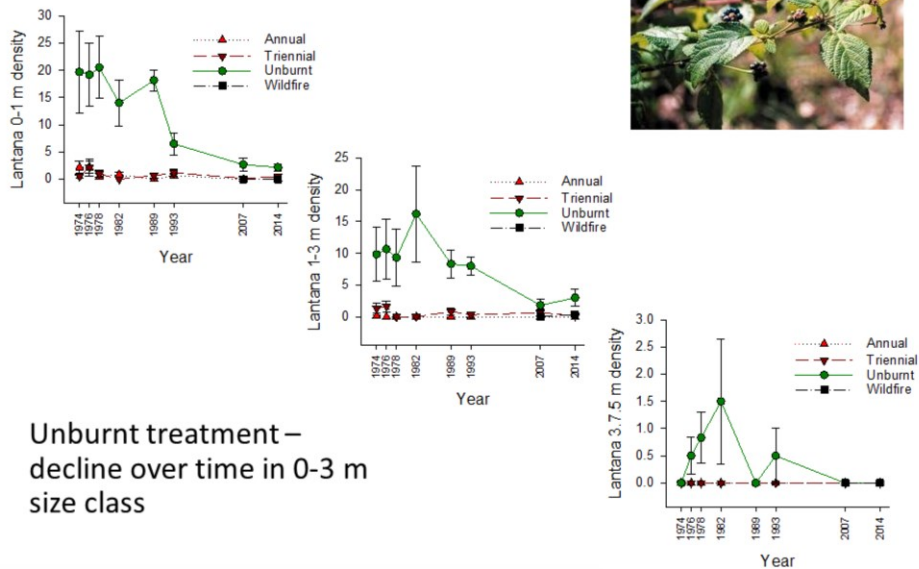 Lantana 0-1 m density
30
25
20
15
10
5
0
Annual
Triennial
Unburnt
Wildfire
1974
1976
1978
1982
1989
1993
2007
2014
Year
Lantana 1-3 m density
25
20
15
10
5
0
Annual
Triennial
Unburnt
Wildfire
1974
1976
1978
1982
1989
1993
2007
2014
Year
Lantana 3.7.5 m density
3.0
2.5
2.0
1.5
1.0
0.5
0.0
Annual
Triennial
Unburnt
Wildfire
1974
1976
1978
1982
1989
1993
2007
2014
Year
Unburnt treatment –
decline over time in 0-3 m
size class